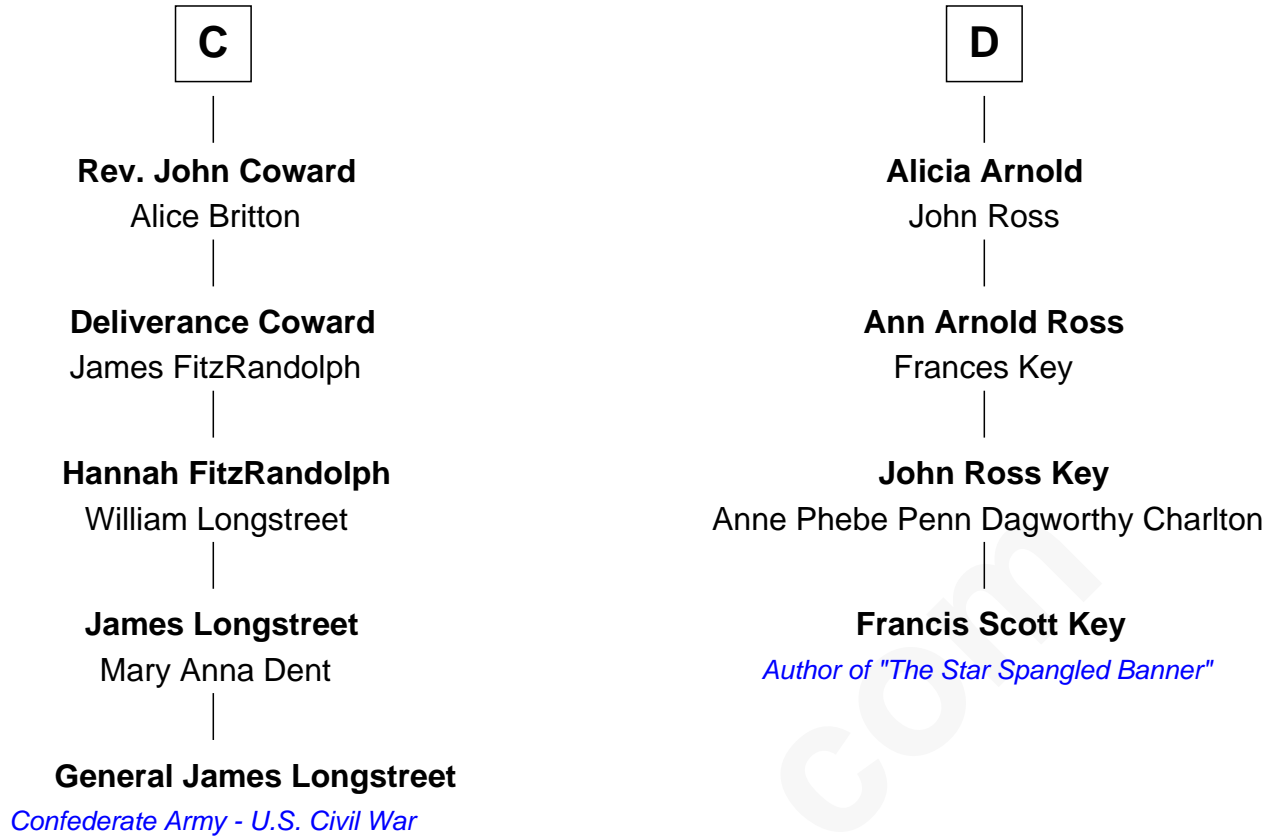 C
Rev. John Coward
Alice Britton
Deliverance Coward
James FitzRandolph
Hannah FitzRandolph
William Longstreet
James Longstreet
Mary Anna Dent
General James Longstreet
Confederate Army - U.S. Civil War
D
Alicia Arnold
John Ross
Ann Arnold Ross
Frances Key
John Ross Key
Anne Phebe Penn Dagworthy Charlton
Francis Scott Key
Author of "The Star Spangled Banner"
com